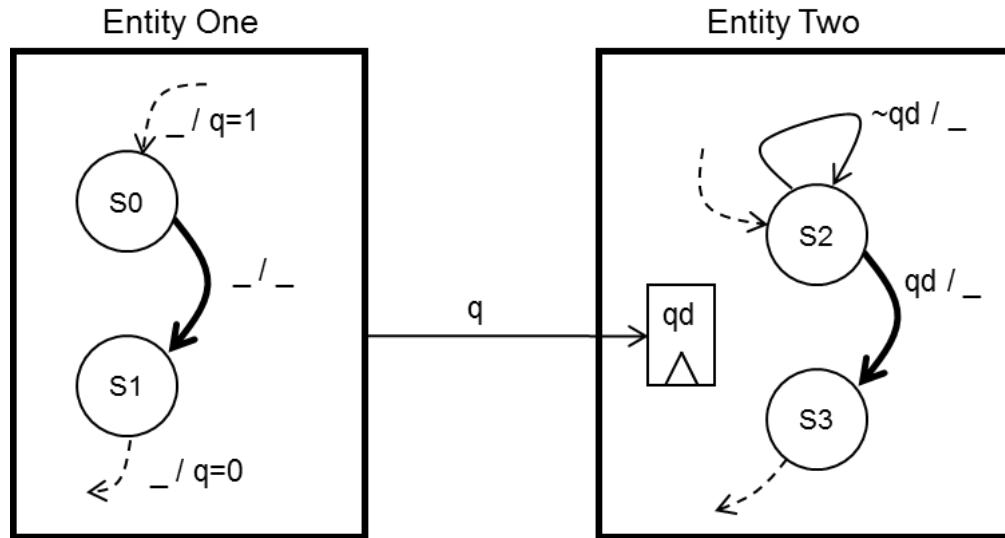 Entity One
_ / q=1
S0
_ / _
S1
_ / q=0
q
Entity Two
~qd / _
S2
qd / _
qd
S3